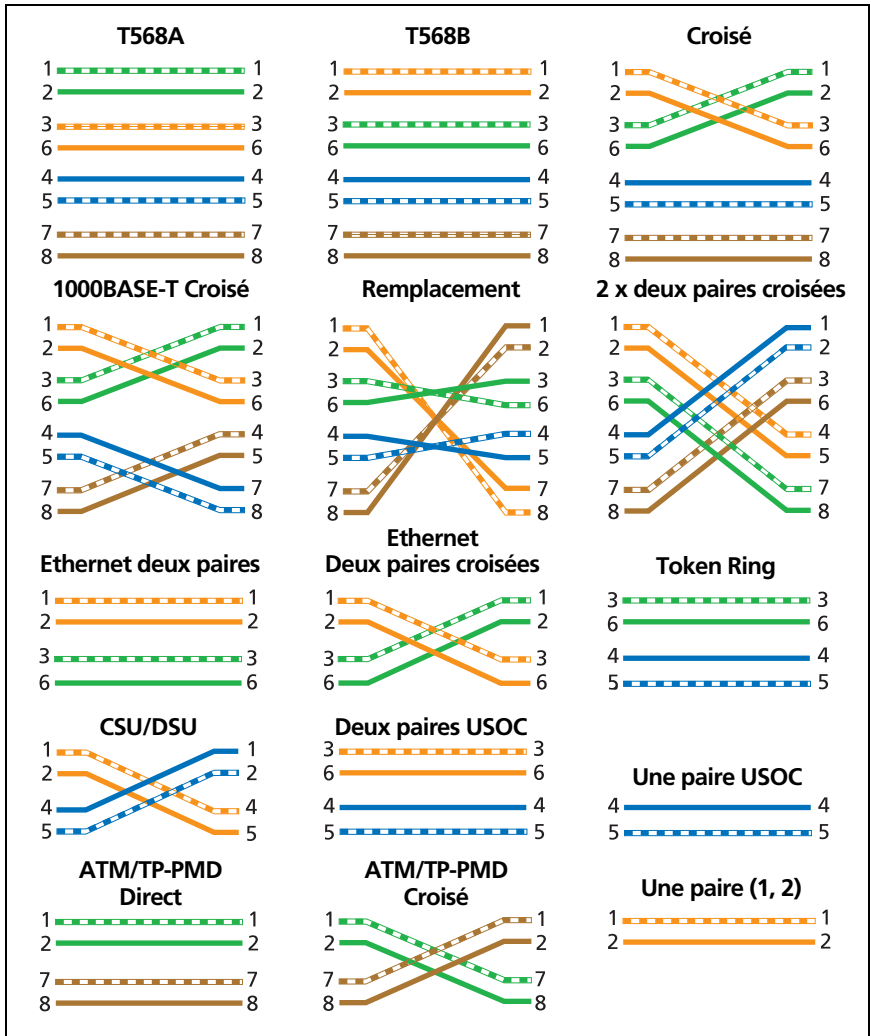 T568A T568B Croisé
1 1 1 1 1 1
2 2 2 2 2 2
3 3 3 3 3 3
6 6 6 6 6 6
4 4 4 4 4 4
5 5 5 5 5 5
7 7 7 7 7 7
8 8 8 8 8 8
1000BASE-T Croisé Remplacement 2 x deux paires croisées
1 1 1 1 1 1
2 2 2 2 2 2
3 3 3 3 3 3
6 6 6 6 6 6
4 4 4 4 4 4
5 5 5 5 5 5
7 7 7 7 7 7
8 8 8 8 8 8
Ethernet deux paires
1 1
2 2
3 3
6 6
Ethernet
Deux paires croisées
1 1
2 2
3 3
6 6
Token Ring
3 3
6 6
4 4
5 5
CSU/DSU
1 1
2 2
4 4
5 5
Deux paires USOC
3 3
6 6
4 4
5 5
Une paire USOC
4 4
5 5
ATM/TP-PMD
Direct
1 1
2 2
7 7
8 8
ATM/TP-PMD
Croisé
1 1
2 2
7 7
8 8
Une paire (1, 2)
1 1
2 2